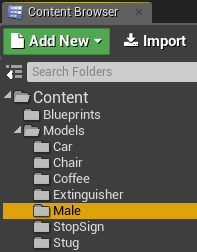 Content Browser
Add New Import
Search Folders
Content
Blueprints
Models
Car
Chair
Coffee
Extinguisher
Male
StopSign
Stug